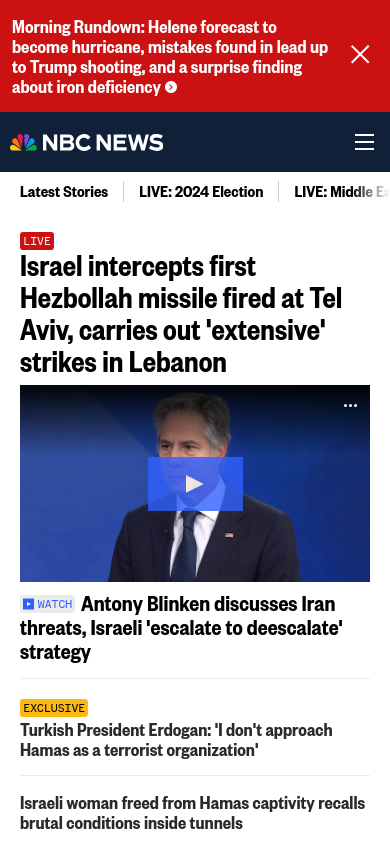 Morning Rundown: Helene forecast to
become hurricane, mistakes found in lead up
to Trump shooting, and a surprise finding
about iron deficiency
NBC NEWS
Latest Stories LIVE: 2024 Election LIVE: Middle Ea
LIVE
Israel intercepts first
Hezbollah missile fired at Tel
Aviv, carries out 'extensive'
strikes in Lebanon
WATCH Antony Blinken discusses Iran
threats, Israeli 'escalate to deescalate'
strategy
EXCLUSIVE
Turkish President Erdogan: 'I don't approach
Hamas as a terrorist organization'
Israeli woman freed from Hamas captivity recalls
brutal conditions inside tunnels